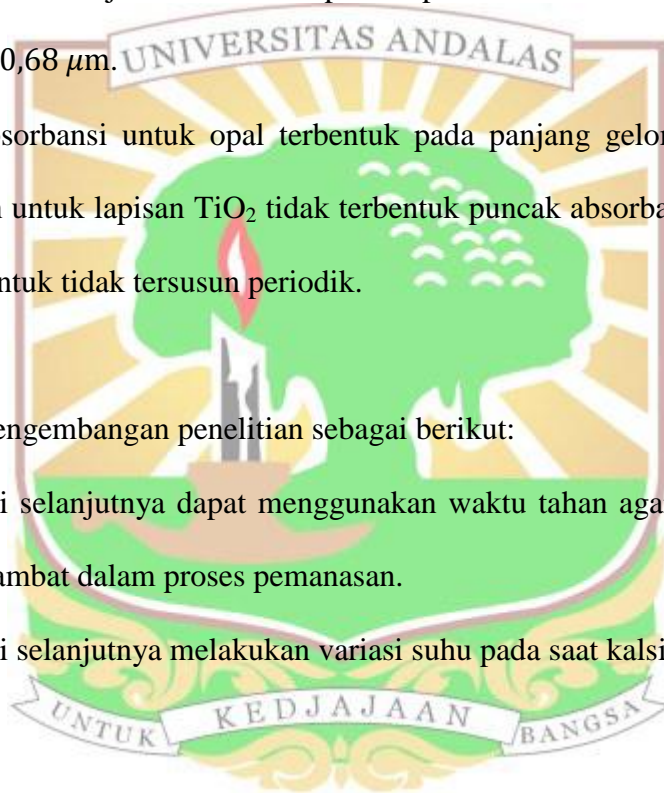 0,68 μm.
UNIVERSITAS ANDALAS
sorbansi untuk opal terbentuk pada panjang gelor
untuk lapisan TiO₂ tidak terbentuk puncak absorba
ntuk tidak tersusun periodik.
engembangan penelitian sebagai berikut:
i selanjutnya dapat menggunakan waktu tahan aga
ambat dalam proses pemanasan.
i selanjutnya melakukan variasi suhu pada saat kalsi
UNTUK KEDJAJAAN BANGSA